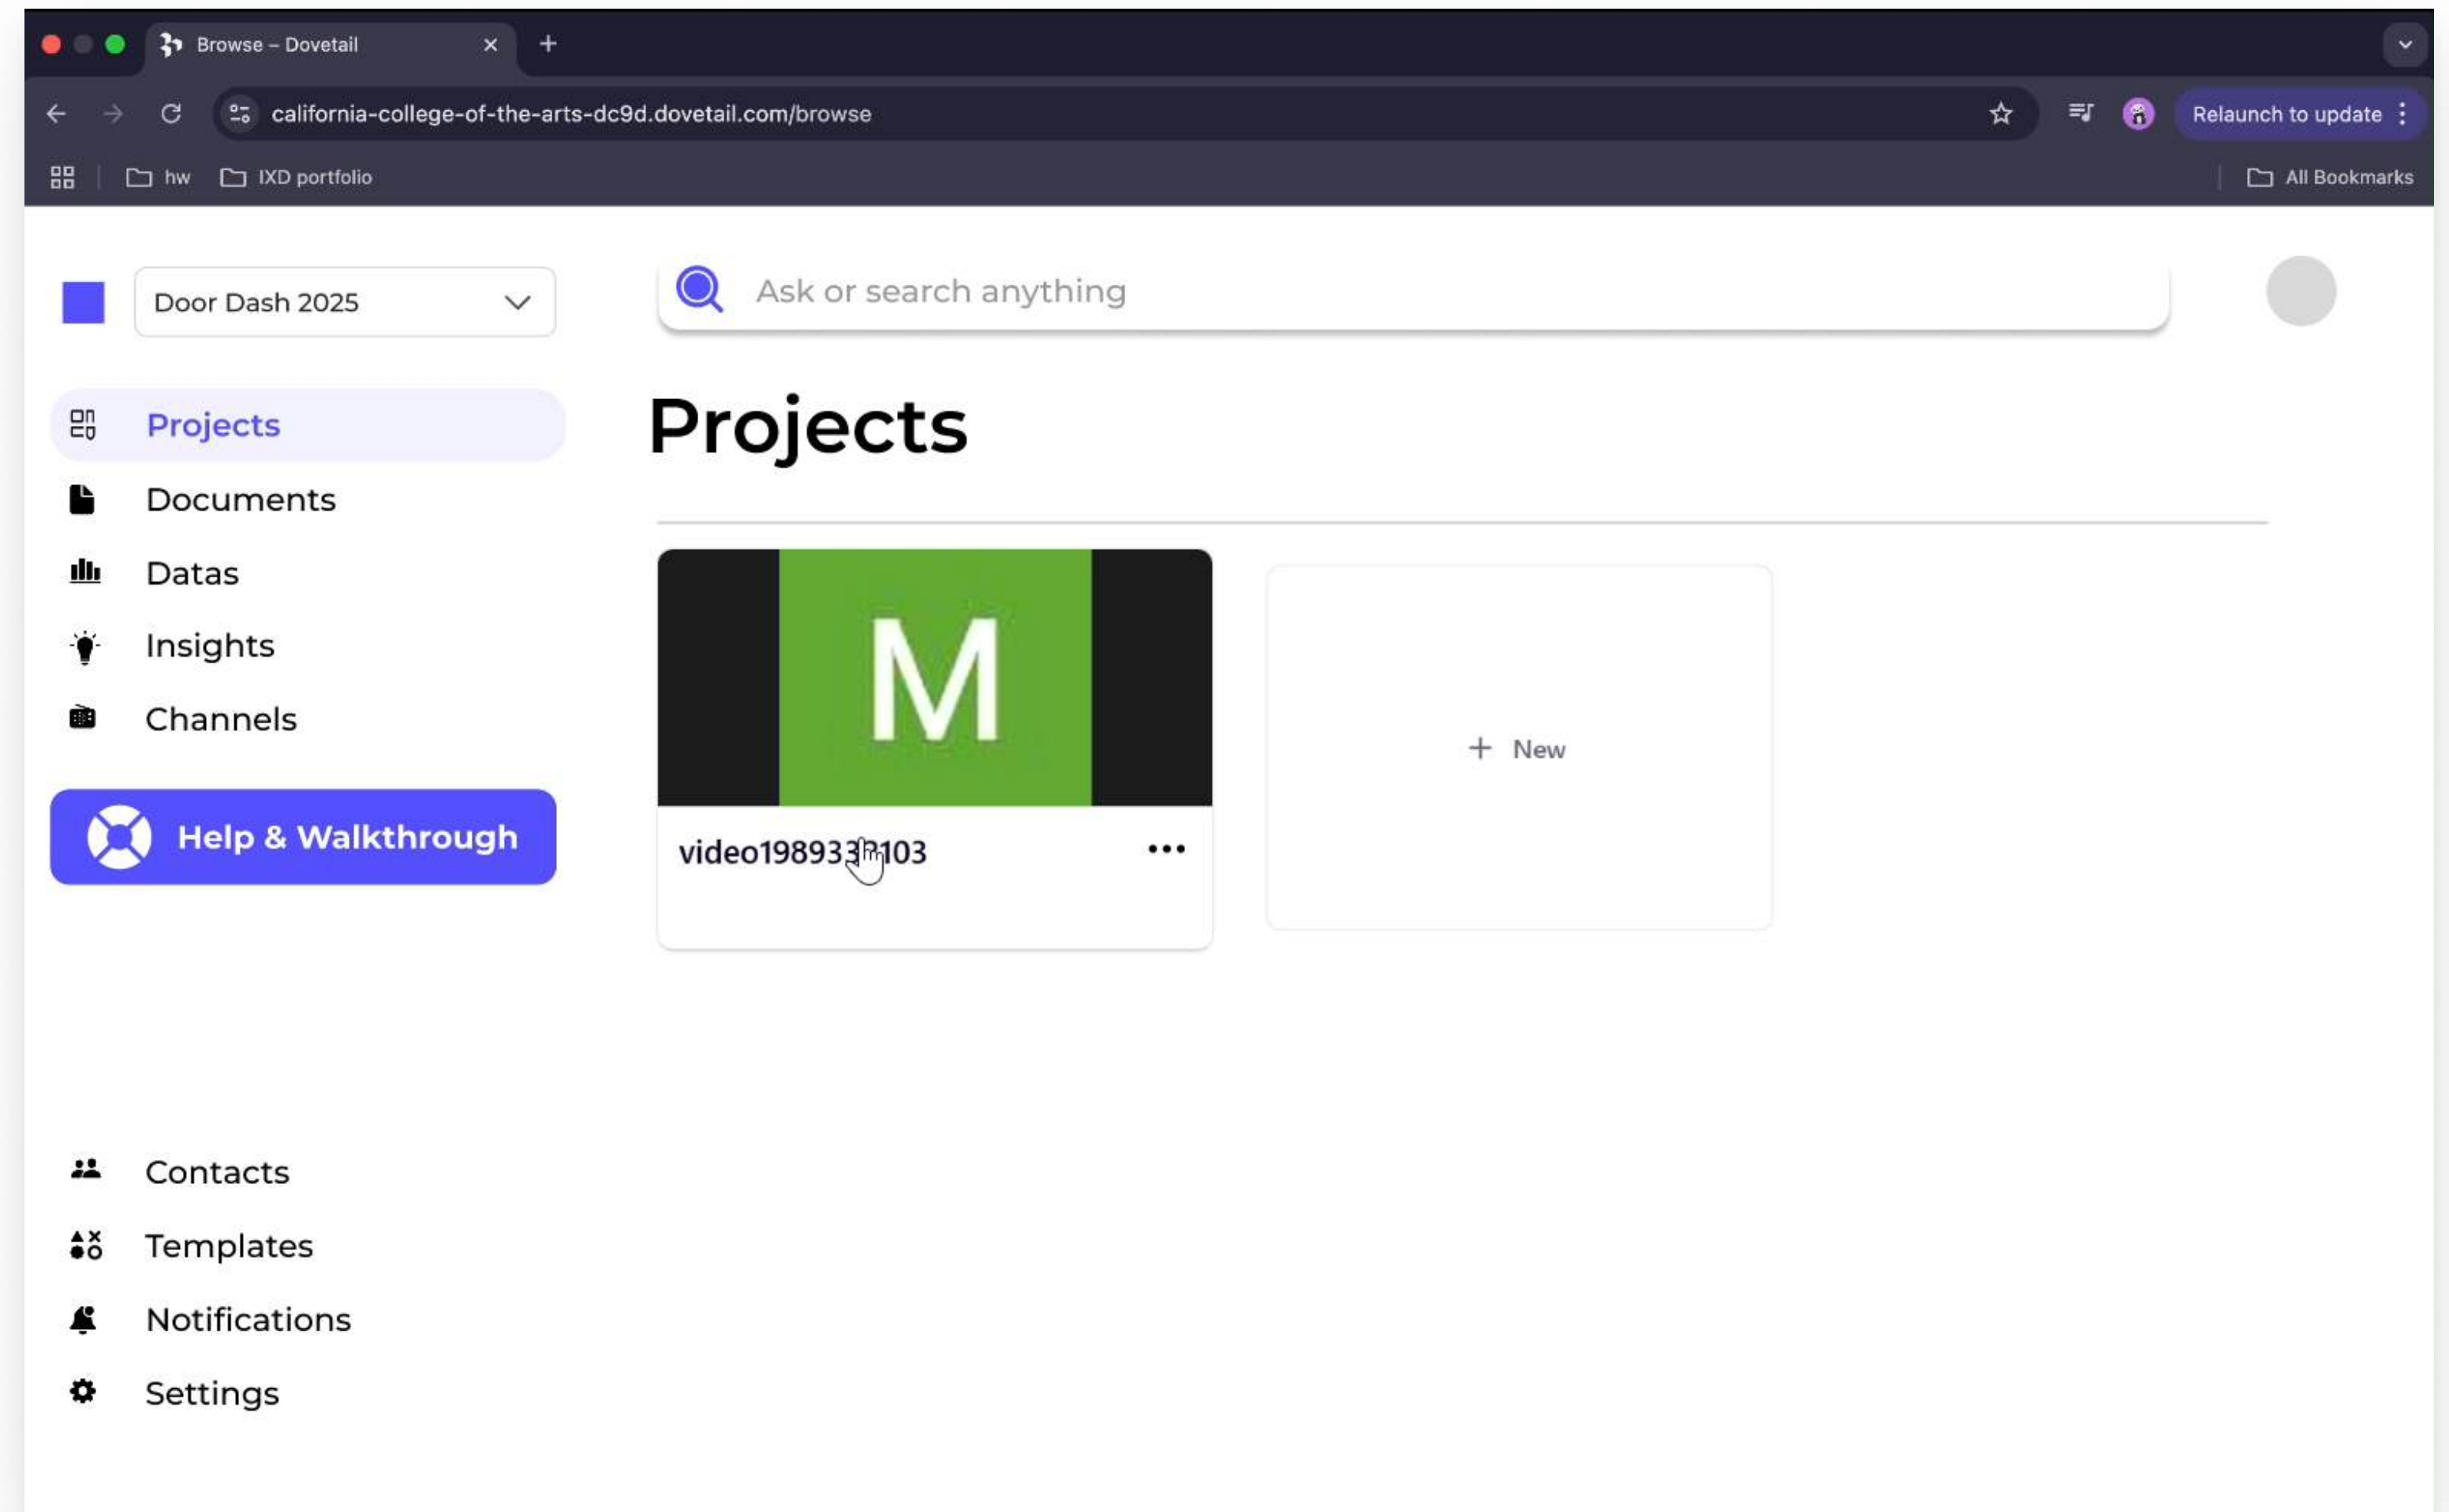 Browse – Dovetail
california-college-of-the-arts-dc9d.dovetail.com/browse
Relaunch to update
hw
IXD portfolio
All Bookmarks
Door Dash 2025
Ask or search anything
Projects
Projects
Documents
Datas
Insights
Channels
Help & Walkthrough
M
video1989333103
+ New
Contacts
Templates
Notifications
Settings